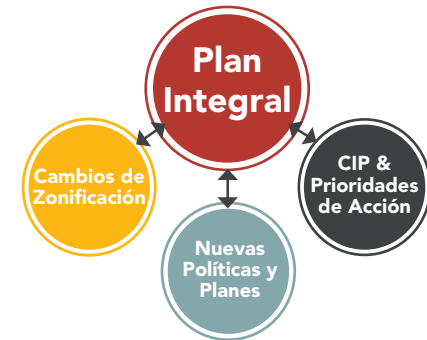 Plan
Integral
Cambios de
Zonificación
CIP &
Prioridades
de Acción
Nuevas
Políticas y
Planes